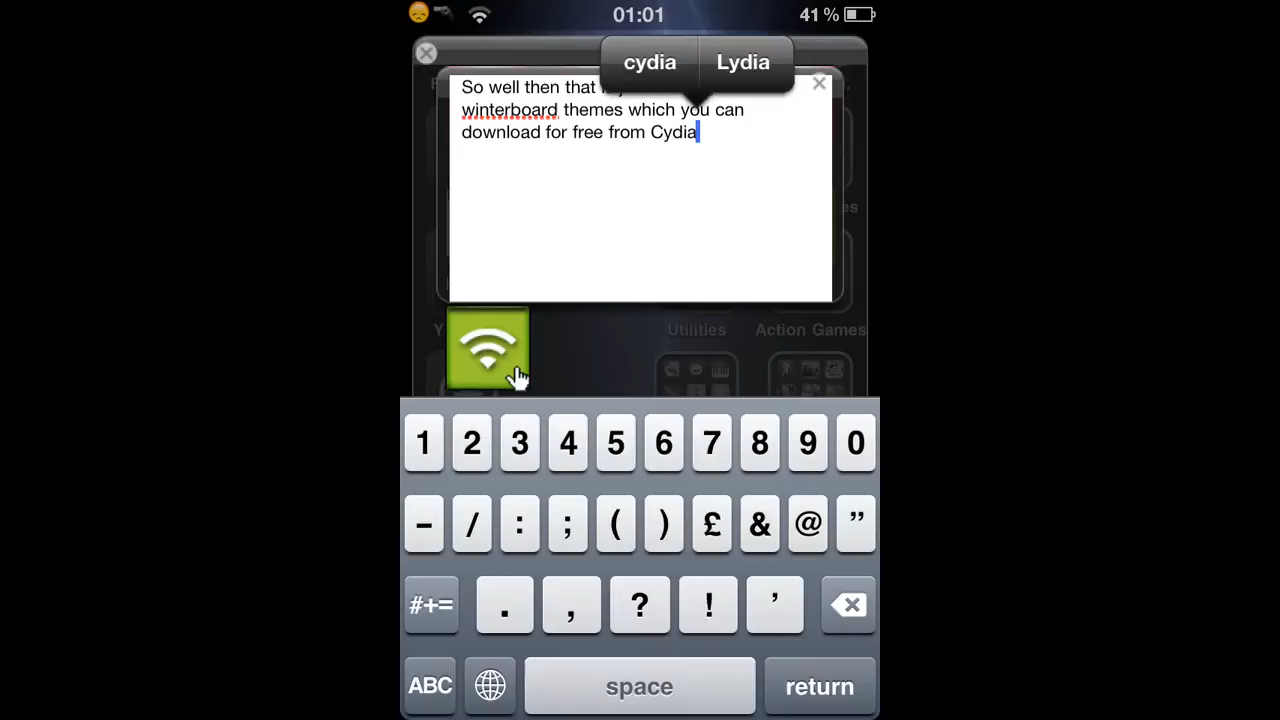 01:01
41 %
cydia Lydia
So well then that
winterboard themes which you can
download for free from Cydia
es
Y Utilities Action Games
1 2 3 4 5 6 7 8 9 0
- / : ; ( ) £ & @ ”
#+= . , ? ! ’
ABC space return